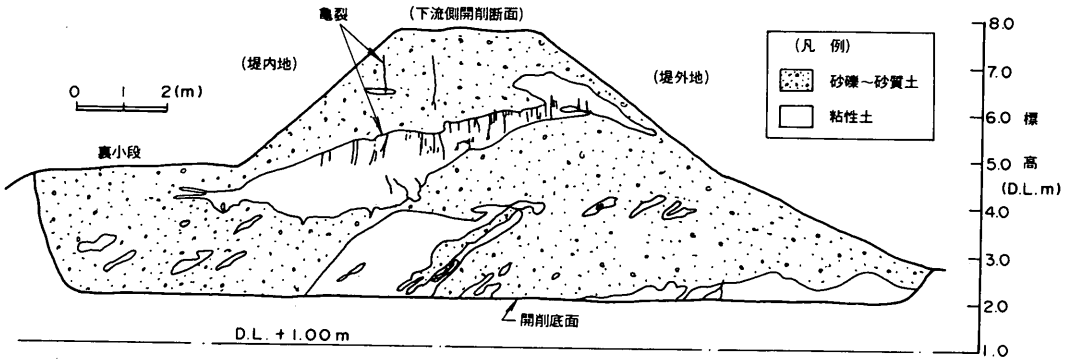 亀裂
(下流側開削断面)
8.0
(凡 例)
(堤内地)
(堤外地)
7.0
砂礫～砂質土
0 1 2(m)
粘性土
6.0 標
裏小段
5.0 高
(D.L.m)
4.0
3.0
2.0
開削底面
D.L. +1.00m
1.0